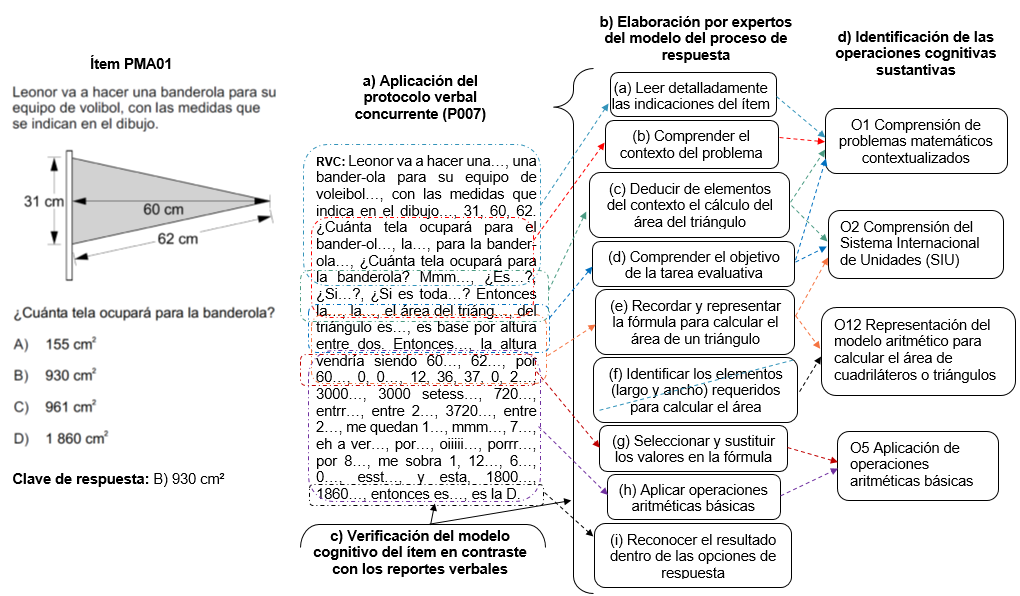 Ítem PMA01
Leonor va a hacer una banderola para su
equipo de volibol, con las medidas que
se indican en el dibujo.
31 cm
60 cm
62 cm
¿Cuánta tela ocupará para la banderola?
A) 155 cm²
B) 930 cm²
C) 961 cm²
D) 1 860 cm²
Clave de respuesta: B) 930 cm²
a) Aplicación del
protocolo verbal
concurrente (P007)
RVC: Leonor va a hacer una…, una
bander-ola para su equipo de
voleibol…, con las medidas que
indica en el dibujo…, 31, 60, 62.
¿Cuánta tela ocupará para el
bander-ol…, la…, para la bander-
ola…, ¿Cuánta tela ocupará para
la banderola? Mmm…, ¿Es…?,
¿Si…?, ¿Si es toda…? Entonces
la…, la…, el área del triáng…, del
triángulo es…, es base por altura
entre dos. Entonces…, la altura
vendría siendo 60…, 62…, por
60…, 0, 0…, 12, 36, 37, 0, 2…,
3000…, 3000 setess…, 720…,
entrr…, entre 2…, 3720…, entre
2…, me quedan 1…, mmm…, 7…,
eh a ver…, por…, oiiiii…, porrr…,
por 8…, me sobra 1, 12…, 6…,
0…, esst…, y esta, 1800…,
1860…, entonces es…, es la D.
c) Verificación del modelo
cognitivo del ítem en contraste
con los reportes verbales
b) Elaboración por expertos
del modelo del proceso de
respuesta
(a) Leer detalladamente
las indicaciones del ítem
(b) Comprender el
contexto del problema
(c) Deducir de elementos
del contexto el cálculo del
área del triángulo
(d) Comprender el objetivo
de la tarea evaluativa
(e) Recordar y representar
la fórmula para calcular el
área de un triángulo
(f) Identificar los elementos
(largo y ancho) requeridos
para calcular el área
(g) Seleccionar y sustituir
los valores en la fórmula
(h) Aplicar operaciones
aritméticas básicas
(i) Reconocer el resultado
dentro de las opciones de
respuesta
d) Identificación de las
operaciones cognitivas
sustantivas
O1 Comprensión de
problemas matemáticos
contextualizados
O2 Comprensión del
Sistema Internacional
de Unidades (SIU)
O12 Representación del
modelo aritmético para
calcular el área de
cuadriláteros o triángulos
O5 Aplicación de
operaciones
aritméticas básicas